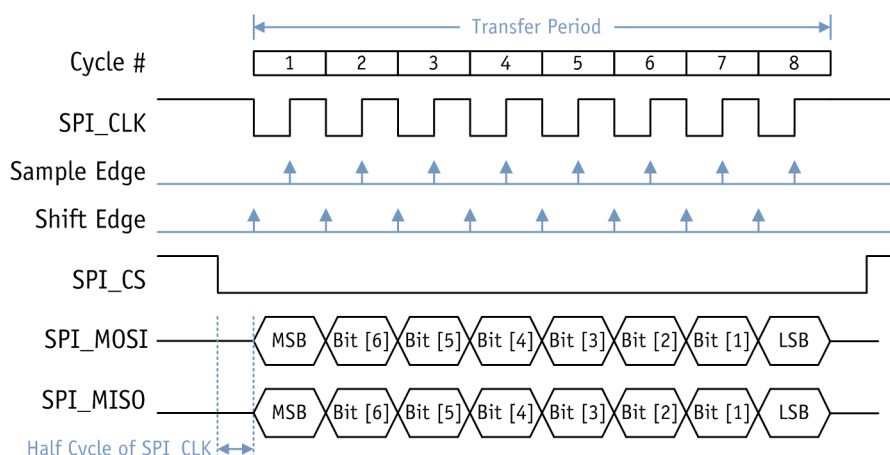 Transfer Period
Cycle # 1 2 3 4 5 6 7 8
SPI_CLK
Sample Edge
Shift Edge
SPI_CS
SPI_MOSI MSB Bit [6] Bit [5] Bit [4] Bit [3] Bit [2] Bit [1] LSB
SPI_MISO MSB Bit [6] Bit [5] Bit [4] Bit [3] Bit [2] Bit [1] LSB
Half Cycle of SPI_CLK